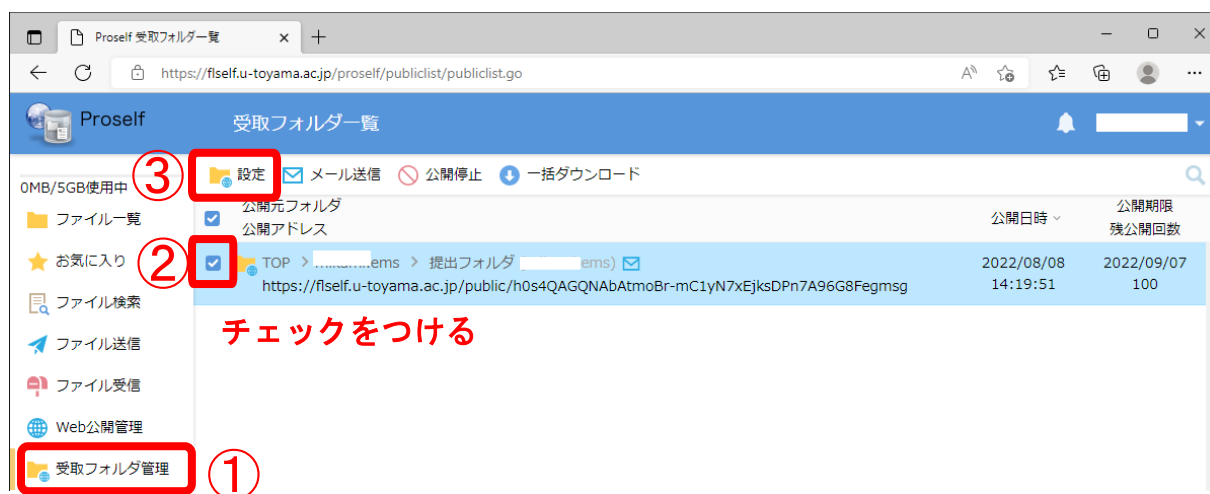 Proself 受取フォルダ一覧
https://flself.u-toyama.ac.jp/proself/publiclist/publiclist.go
Proself
受取フォルダ一覧
0MB/5GB使用中
③
設定 メール送信 公開停止 一括ダウンロード
ファイル一覧
公開元フォルダ
公開アドレス
公開日時
公開期限
残公開回数
お気に入り
②
TOP > ems > 提出フォルダ ems)
https://flself.u-toyama.ac.jp/public/h0s4QAGQNAbAtmoBr-mC1yN7xEjksDPn7A96G8Fegmsg
2022/08/08
14:19:51
2022/09/07
100
ファイル検索
チェックをつける
ファイル送信
ファイル受信
Web公開管理
受取フォルダ管理
①